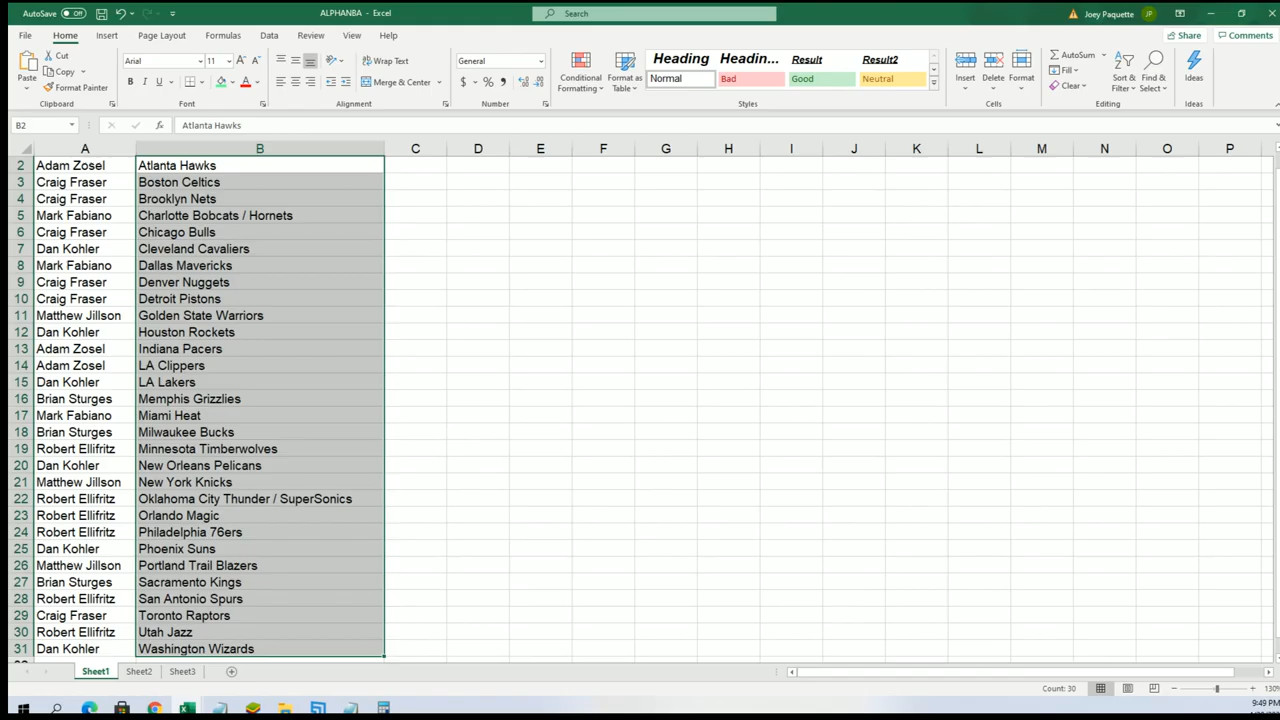 AutoSave Off ALPHANBA - Excel Search Joey Paquette JP
File Home Insert Page Layout Formulas Data Review View Help Share Comments
Paste Cut Copy Format Painter Clipboard
Arial 11 B I U A Font
Wrap Text Merge & Center Alignment
General $ % Number
Conditional Formatting Format as Table
Heading Headin... Result Result2
Normal Bad Good Neutral
Styles
Insert Delete Format Cells
AutoSum Fill Clear Sort & Filter Find & Select Editing
Ideas Ideas
B2 fx Atlanta Hawks
A B C D E F G H I J K L M N O P
2 Adam Zosel Atlanta Hawks
3 Craig Fraser Boston Celtics
4 Craig Fraser Brooklyn Nets
5 Mark Fabiano Charlotte Bobcats / Hornets
6 Craig Fraser Chicago Bulls
7 Dan Kohler Cleveland Cavaliers
8 Mark Fabiano Dallas Mavericks
9 Craig Fraser Denver Nuggets
10 Craig Fraser Detroit Pistons
11 Matthew Jillson Golden State Warriors
12 Dan Kohler Houston Rockets
13 Adam Zosel Indiana Pacers
14 Adam Zosel LA Clippers
15 Dan Kohler LA Lakers
16 Brian Sturges Memphis Grizzlies
17 Mark Fabiano Miami Heat
18 Brian Sturges Milwaukee Bucks
19 Robert Ellifritz Minnesota Timberwolves
20 Dan Kohler New Orleans Pelicans
21 Matthew Jillson New York Knicks
22 Robert Ellifritz Oklahoma City Thunder / SuperSonics
23 Robert Ellifritz Orlando Magic
24 Robert Ellifritz Philadelphia 76ers
25 Dan Kohler Phoenix Suns
26 Matthew Jillson Portland Trail Blazers
27 Brian Sturges Sacramento Kings
28 Robert Ellifritz San Antonio Spurs
29 Craig Fraser Toronto Raptors
30 Robert Ellifritz Utah Jazz
31 Dan Kohler Washington Wizards
Sheet1 Sheet2 Sheet3
Count: 30 130%
9:49 PM